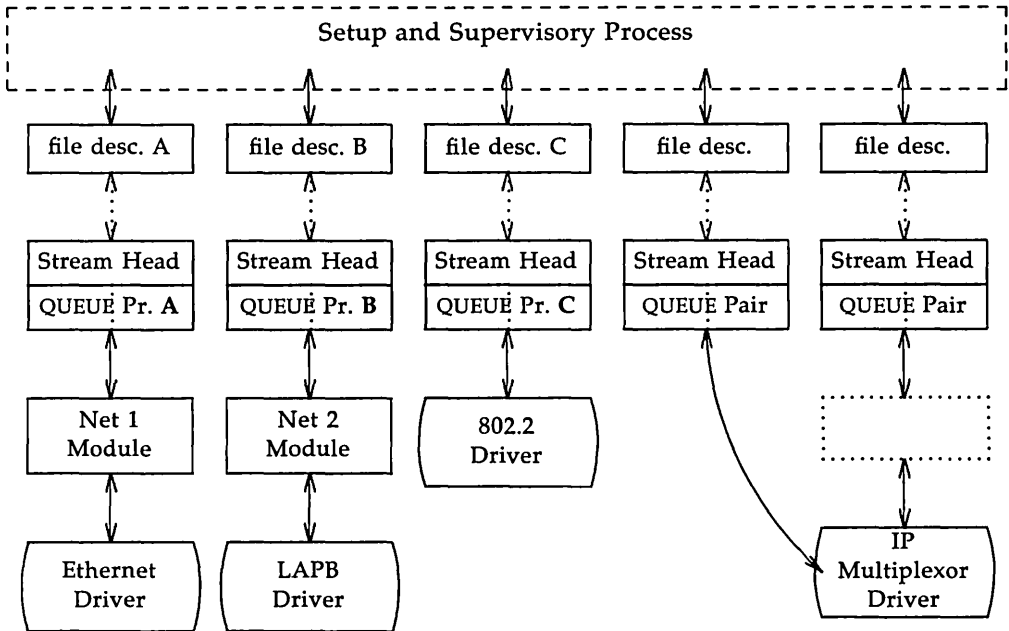 Setup and Supervisory Process
file desc. A
file desc. B
file desc. C
file desc.
file desc.
Stream Head
Stream Head
Stream Head
Stream Head
Stream Head
QUEUE Pr. A
QUEUE Pr. B
QUEUE Pr. C
QUEUE Pair
QUEUE Pair
Net 1
Module
Net 2
Module
802.2
Driver
Ethernet
Driver
LAPB
Driver
IP
Multiplexor
Driver